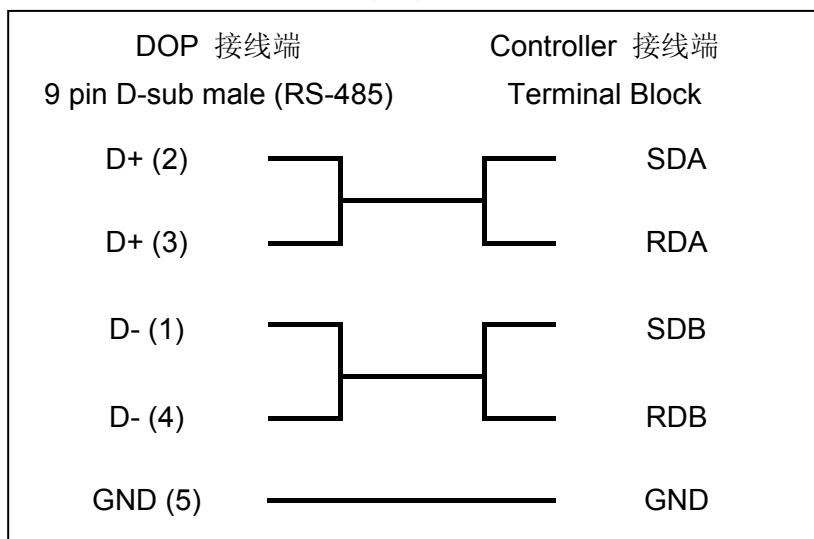 DOP 接线端 Controller 接线端
9 pin D-sub male (RS-485) Terminal Block
D+ (2) SDA
D+ (3) RDA
D- (1) SDB
D- (4) RDB
GND (5) GND